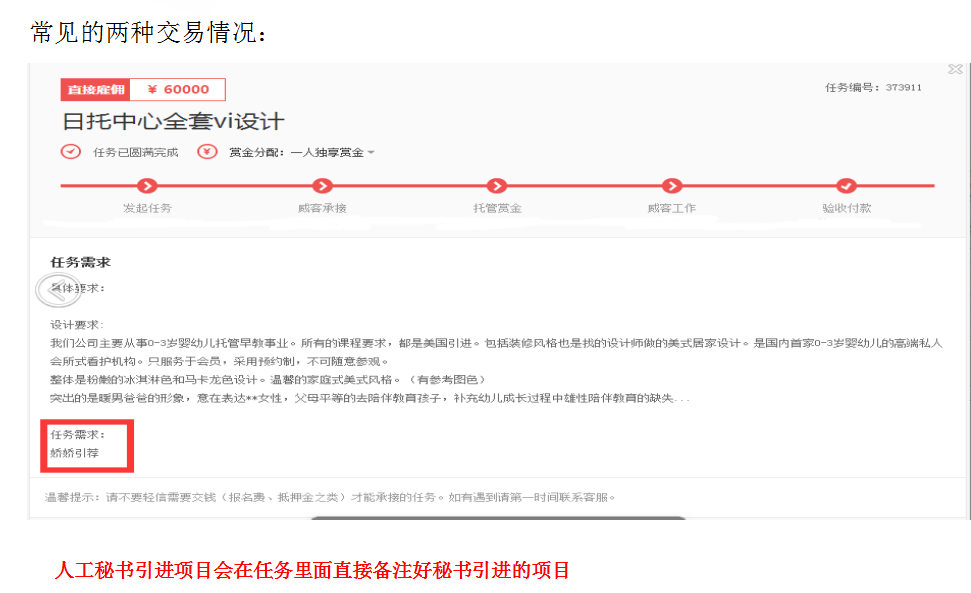 常见的两种交易情况：
直接雇佣 ¥ 60000
任务编号：373911
日托中心全套vi设计
任务已圆满完成 ¥ 赏金分配：一人独享赏金
发起任务 威客承接 托管赏金 威客工作 验收付款
任务需求
具体要求：
设计要求:
我们公司主要从事0-3岁婴幼儿托管早教事业。所有的课程要求，都是美国引进。包括装修风格也是找的设计师做的美式居家设计。是国内首家0-3岁婴幼儿的高端私人
会所式看护机构。只服务于会员，采用预约制，不可随意参观。
整体是粉嫩的冰淇淋色和马卡龙色设计。温馨的家庭式美式风格。（有参考图色）
突出的是暖男爸爸的形象，意在表达**女性，父母平等的去陪伴教育孩子，补充幼儿成长过程中雄性陪伴教育的缺失...
任务需求：
娇娇引荐
温馨提示：请不要轻信需要交钱（报名费、抵押金之类）才能承接的任务。如有遇到请第一时间联系客服。
人工秘书引进项目会在任务里面直接备注好秘书引进的项目